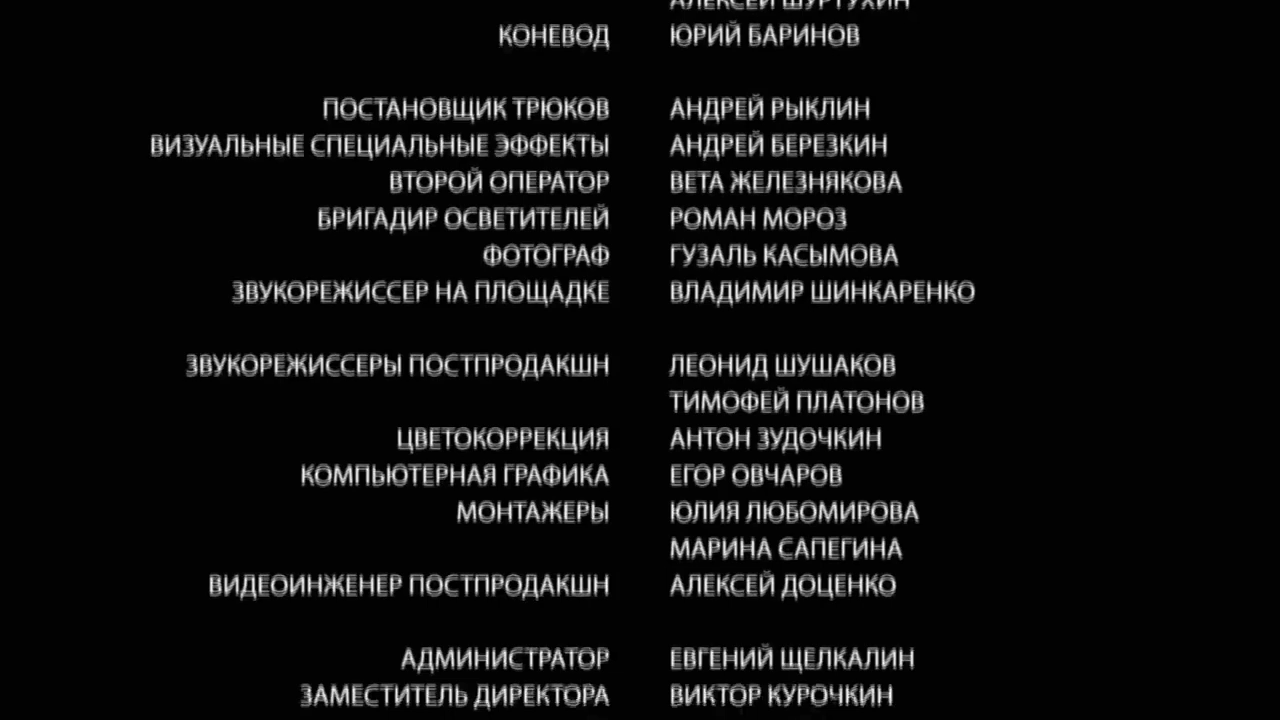 АЛЕКСЕЙ ШУРТУХИН
КОНЕВОД ЮРИЙ БАРИНОВ
ПОСТАНОВЩИК ТРЮКОВ АНДРЕЙ РЫКЛИН
ВИЗУАЛЬНЫЕ СПЕЦИАЛЬНЫЕ ЭФФЕКТЫ АНДРЕЙ БЕРЕЗКИН
ВТОРОЙ ОПЕРАТОР ВЕТА ЖЕЛЕЗНЯКОВА
БРИГАДИР ОСВЕТИТЕЛЕЙ РОМАН МОРОЗ
ФОТОГРАФ ГУЗАЛЬ КАСЫМОВА
ЗВУКОРЕЖИССЕР НА ПЛОЩАДКЕ ВЛАДИМИР ШИНКАРЕНКО
ЗВУКОРЕЖИССЕРЫ ПОСТПРОДАКШН ЛЕОНИД ШУШАКОВ
ТИМОФЕЙ ПЛАТОНОВ
ЦВЕТОКОРРЕКЦИЯ АНТОН ЗУДОЧКИН
КОМПЬЮТЕРНАЯ ГРАФИКА ЕГОР ОВЧАРОВ
МОНТАЖЕРЫ ЮЛИЯ ЛЮБОМИРОВА
МАРИНА САПЕГИНА
ВИДЕОИНЖЕНЕР ПОСТПРОДАКШН АЛЕКСЕЙ ДОЦЕНКО
АДМИНИСТРАТОР ЕВГЕНИЙ ЩЕЛКАЛИН
ЗАМЕСТИТЕЛЬ ДИРЕКТОРА ВИКТОР КУРОЧКИН